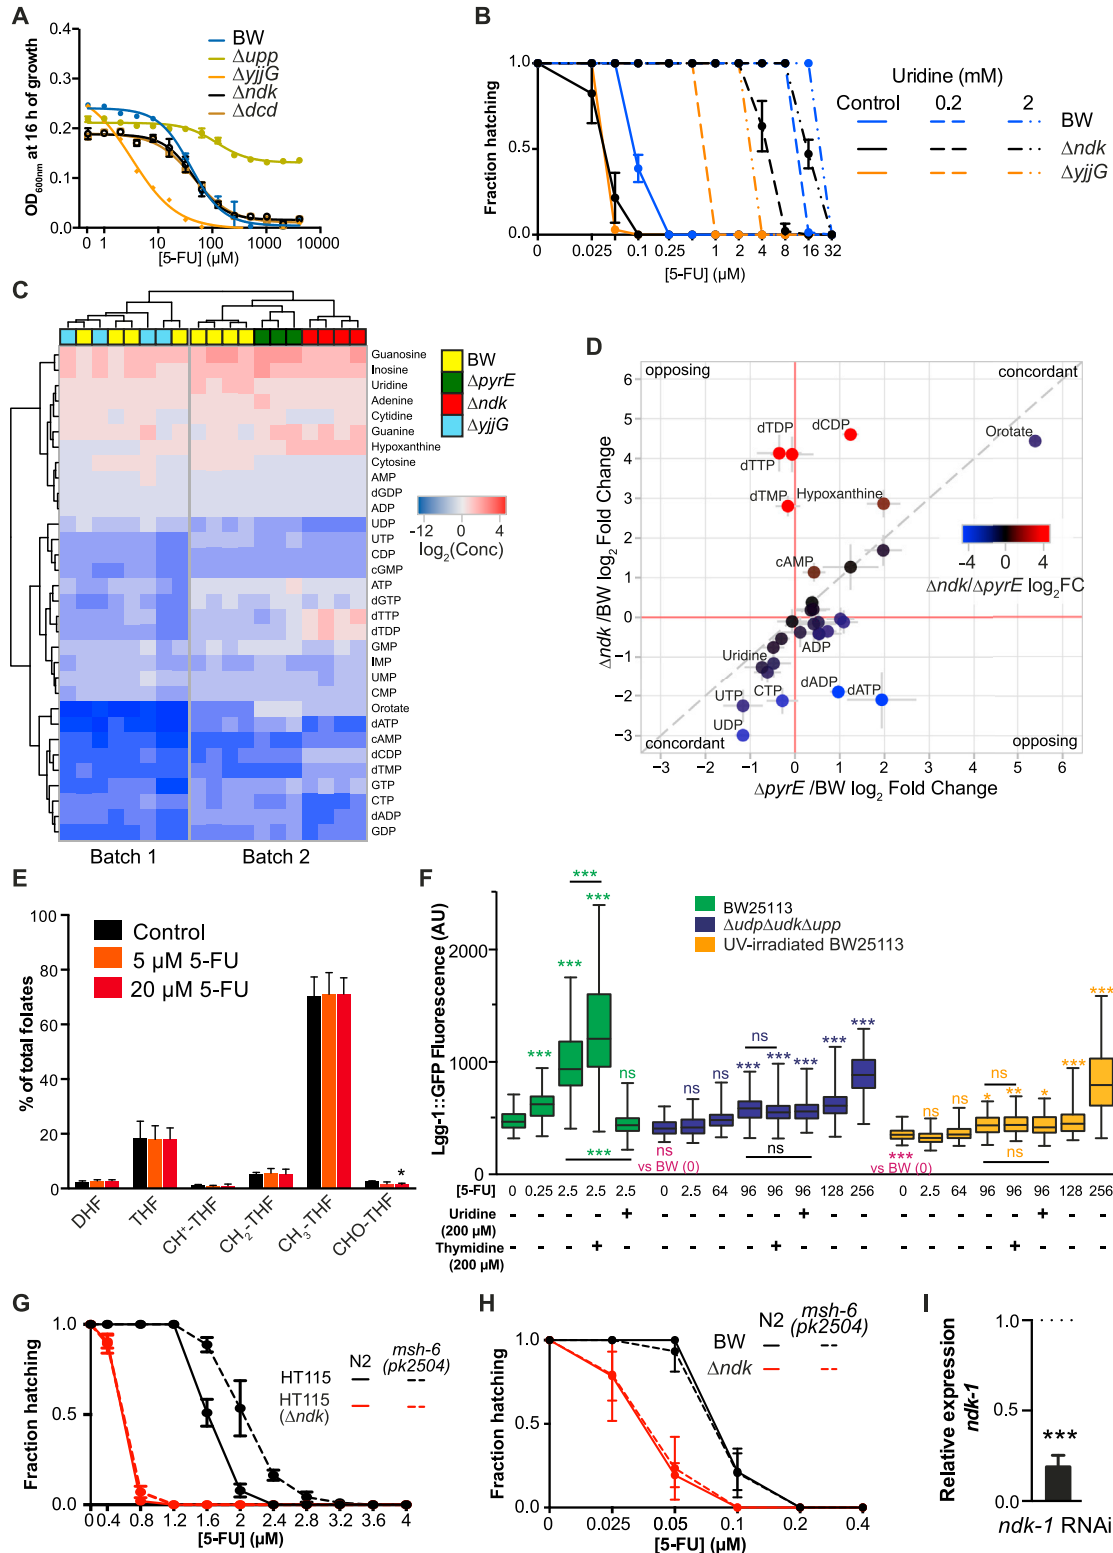 A
0.4
0.3
0.2
0.1
0.0
OD600nm at 16 h of growth
0 1 10 100 1000 10000
[5-FU] (µM)
BW
Δupp
ΔyjjG
Δndk
Δdcd
B
1.0
0.5
0.0
Fraction hatching
0 0.025 0.1 0.25 1 2 4 8 16 32
[5-FU] (µM)
Uridine (mM)
Control 0.2 2
BW
Δndk
ΔyjjG
C
Guanosine
Inosine
Uridine
Adenine
Cytidine
Guanine
Hypoxanthine
Cytosine
AMP
dGDP
ADP
UDP
UTP
CDP
cGMP
ATP
dGTP
dTTP
dTDP
GMP
IMP
UMP
CMP
Orotate
dATP
cAMP
dCDP
dTMP
GTP
CTP
dADP
GDP
Batch 1 Batch 2
BW
ΔpyrE
Δndk
ΔyjjG
-12 0 4
log2(Conc)
D
opposing
concordant
6
5
4
3
2
1
0
−1
−2
−3
Δndk/BW log2 Fold Change
dTDP
dCDP
Orotate
dTTP
dTMP
Hypoxanthine
cAMP
ADP
Uridine
UTP
CTP
dADP
dATP
UDP
-4 0 4
Δndk/ΔpyrE log2FC
concordant
opposing
−3 −2 −1 0 1 2 3 4 5 6
ΔpyrE /BW log2 Fold Change
E
100
80
60
40
20
0
% of total folates
Control
5 µM 5-FU
20 µM 5-FU
*
DHF
THF
CH+-THF
CH2-THF
CH3-THF
CHO-THF
F
2000
1000
0
Lgg-1::GFP Fluorescence (AU)
BW25113
ΔudpΔudkΔupp
UV-irradiated BW25113
***
*** *** *** ns
***
ns ns ns *** *** *** *** ***
ns
ns
vs BW (0)
*** ns ns * ** * *** ***
ns
ns
vs BW (0)
[5-FU] 0 0.25 2.5 2.5 2.5 0 2.5 64 96 96 96 128 256 0 2.5 64 96 96 96 128 256
Uridine (200 µM) - - - - + - - - - - + - - - - - - - + - -
Thymidine (200 µM) - - - + - - - - - + - - - - - - - + - - -
G
1.0
0.5
0.0
Fraction hatching
0 0.4 0.8 1.2 1.6 2 2.4 2.8 3.2 3.6 4
[5-FU] (µM)
N2 msh-6 (pk2504)
HT115
HT115 (Δndk)
H
1.0
0.5
0.0
Fraction hatching
0 0.025 0.05 0.1 0.2 0.4
[5-FU] (µM)
N2 msh-6 (pk2504)
BW
Δndk
I
1.0
0.0
Relative expression
ndk-1
***
ndk-1 RNAi